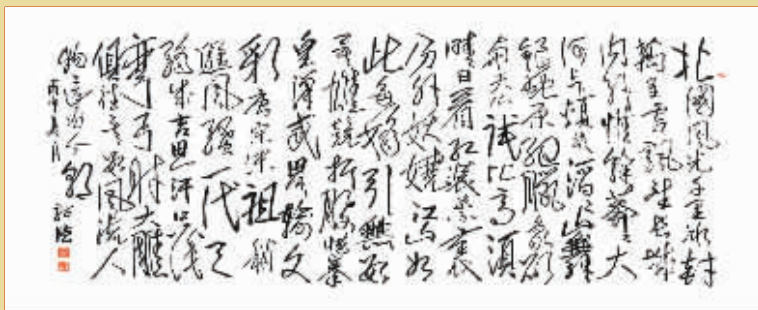 北國風光千里冰封
萬里雪飄望長城
内外惟餘莽莽大
河上下頓失滔滔山舞
銀蛇原馳蠟象欲
與天公試比高須
晴日看紅裝素裹
分外妖嬈江山如
此多嬌引無數
英雄競折腰惜秦
皇漢武略輸文
彩唐宗宋祖稍
遜風騷一代天
驕成吉思汗只識
彎弓射大雕
俱往矣數風流人
物還看今朝